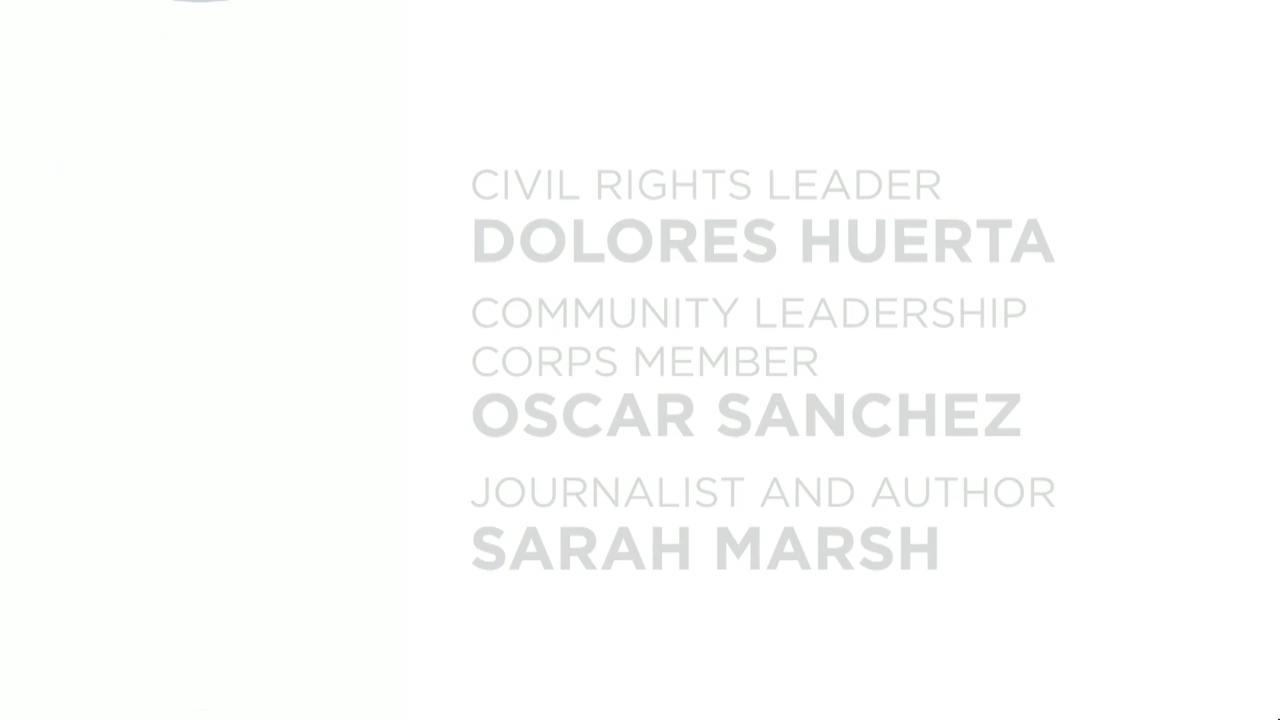 CIVIL RIGHTS LEADER
DOLORES HUERTA
COMMUNITY LEADERSHIP
CORPS MEMBER
OSCAR SANCHEZ
JOURNALIST AND AUTHOR
SARAH MARSH